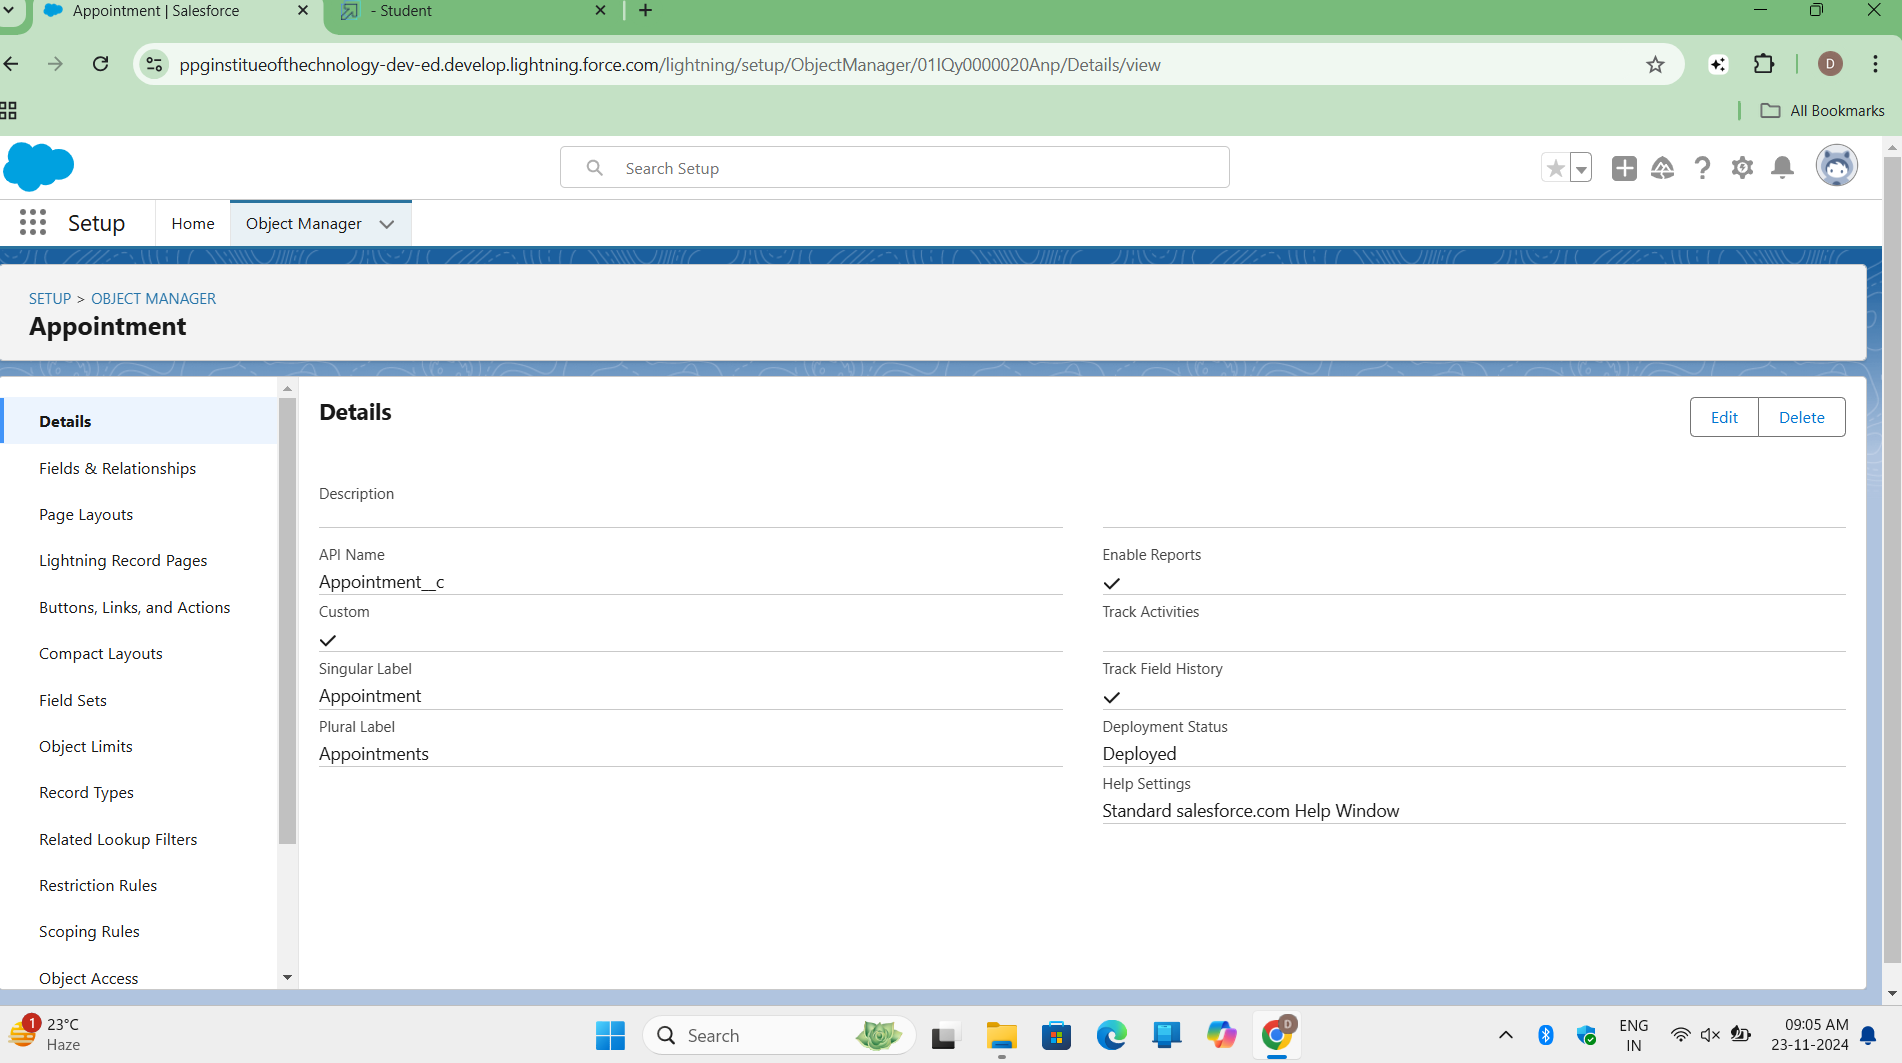 Appointment | Salesforce
- Student
ppginstitueofthechnology-dev-ed.develop.lightning.force.com/lightning/setup/ObjectManager/01IQy0000020Anp/Details/view
D
All Bookmarks
Search Setup
Setup
Home
Object Manager
SETUP > OBJECT MANAGER
Appointment
Details
Fields & Relationships
Page Layouts
Lightning Record Pages
Buttons, Links, and Actions
Compact Layouts
Field Sets
Object Limits
Record Types
Related Lookup Filters
Restriction Rules
Scoping Rules
Object Access
Details
Edit
Delete
Description
API Name
Appointment__c
Custom
Singular Label
Appointment
Plural Label
Appointments
Enable Reports
Track Activities
Track Field History
Deployment Status
Deployed
Help Settings
Standard salesforce.com Help Window
1
23°C
Haze
Search
D
ENG
IN
09:05 AM
23-11-2024